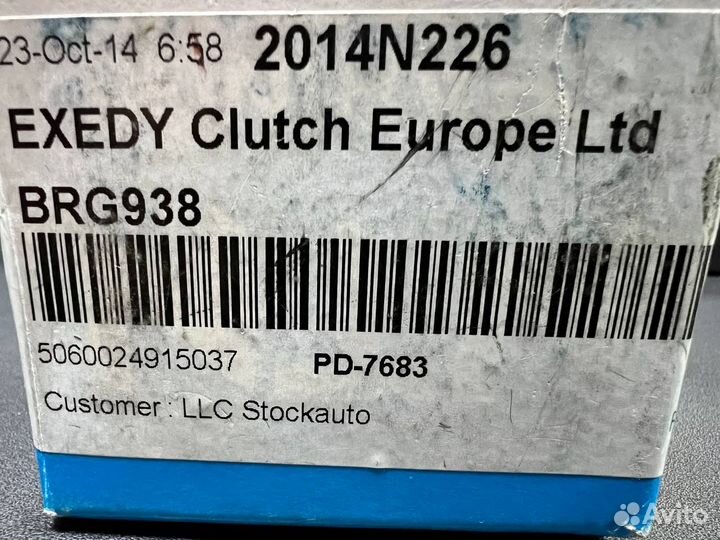 23-Oct-14 6:58 2014N226
EXEDY Clutch Europe Ltd
BRG938
5060024915037 PD-7683
Customer : LLC Stockauto
Avito